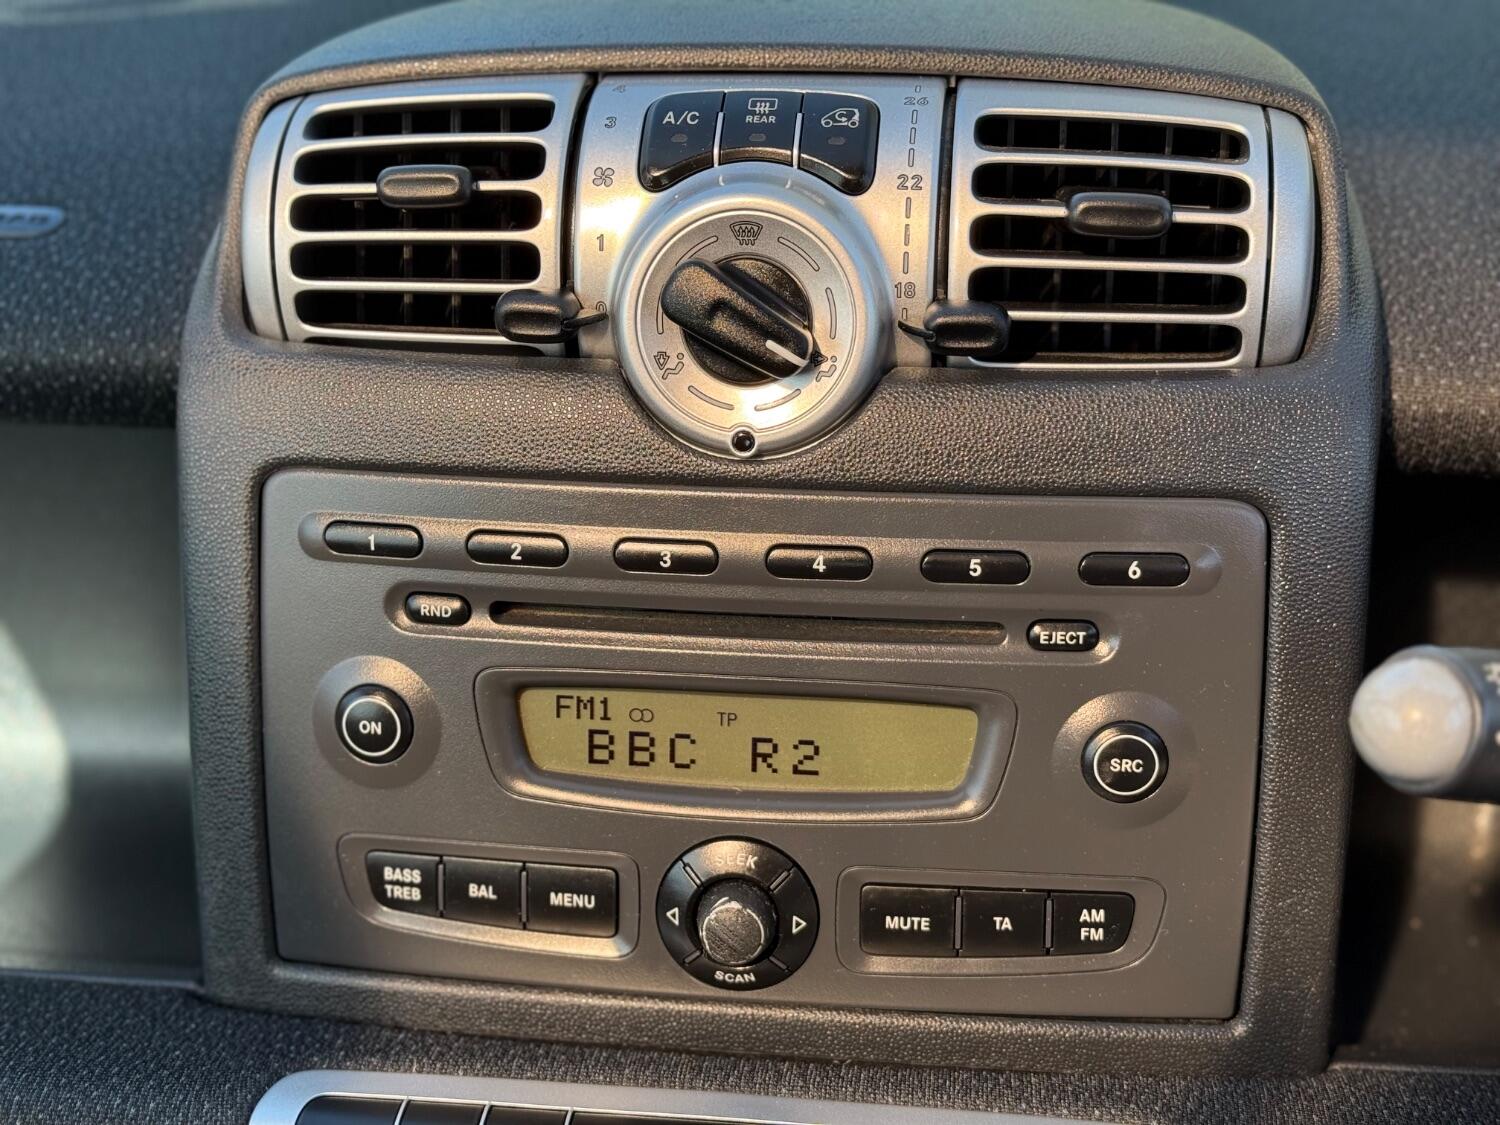 4
26
A/C
REAR
3
22
1
18
0
1
2
3
4
5
6
RND
EJECT
ON
FM1
TP
BBC R2
SRC
BASS
TREB
BAL
MENU
SEEK
SCAN
MUTE
TA
AM
FM